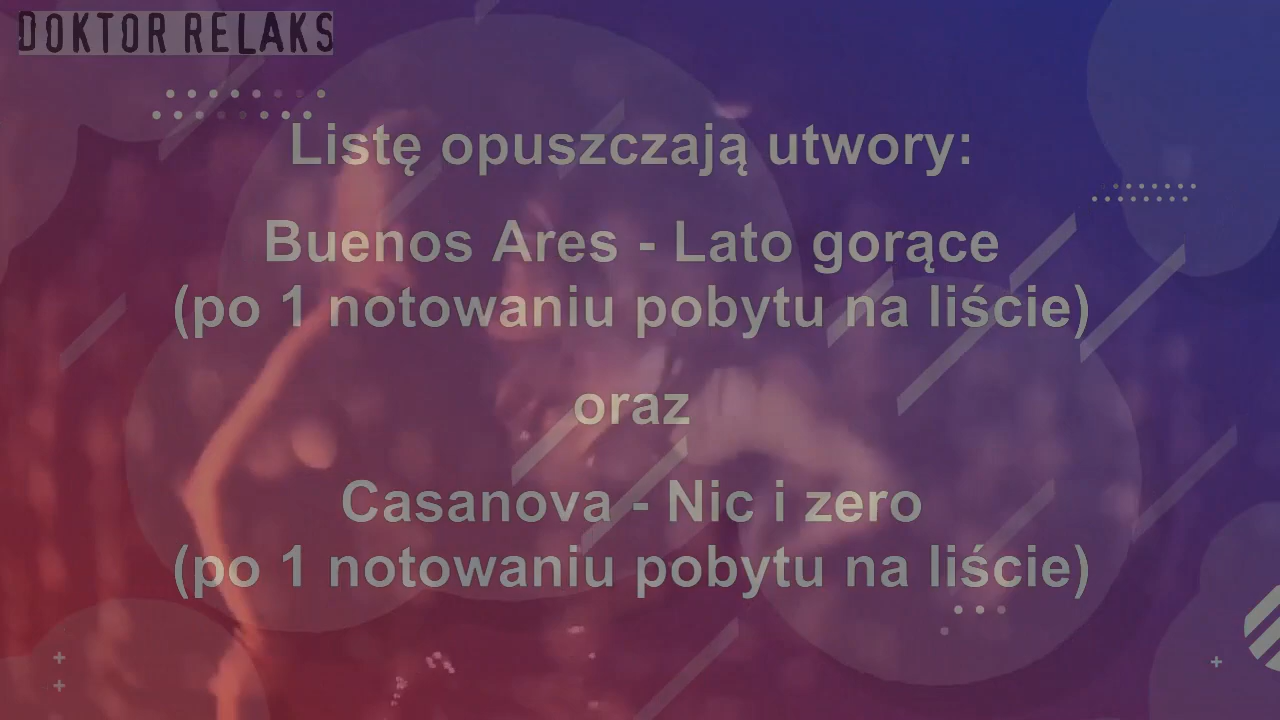 DOKTOR RELAKS
Listę opuszczają utwory:
Buenos Ares - Lato gorące
(po 1 notowaniu pobytu na liście)
oraz
Casanova - Nic i zero
(po 1 notowaniu pobytu na liście)